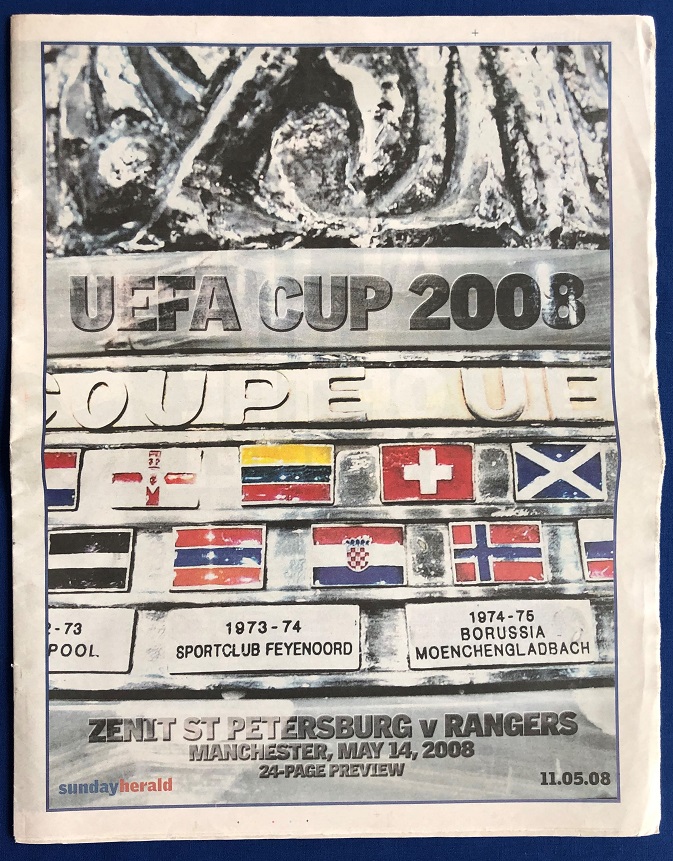 UEFA CUP 2008
COUPE UE
2-73
POOL
1973-74
SPORTCLUB FEYENOORD
1974-75
BORUSSIA
MOENCHENGLADBACH
ZENIT ST PETERSBURG v RANGERS
MANCHESTER, MAY 14, 2008
24-PAGE PREVIEW
sundayherald
11.05.08